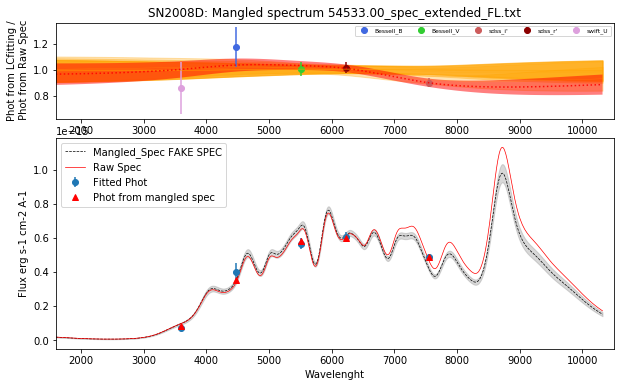 SN2008D: Mangled spectrum 54533.00_spec_extended_FL.txt
Phot from LCfitting /
Phot from Raw Spec
1.2
1.0
0.8
Bessell_B
Bessell_V
sdss_i'
sdss_r'
swift_U
2000 3000 4000 5000 6000 7000 8000 9000 10000
1e−15
Flux erg s-1 cm-2 A-1
1.0
0.8
0.6
0.4
0.2
0.0
Mangled_Spec FAKE SPEC
Raw Spec
Fitted Phot
Phot from mangled spec
2000 3000 4000 5000 6000 7000 8000 9000 10000
Wavelenght